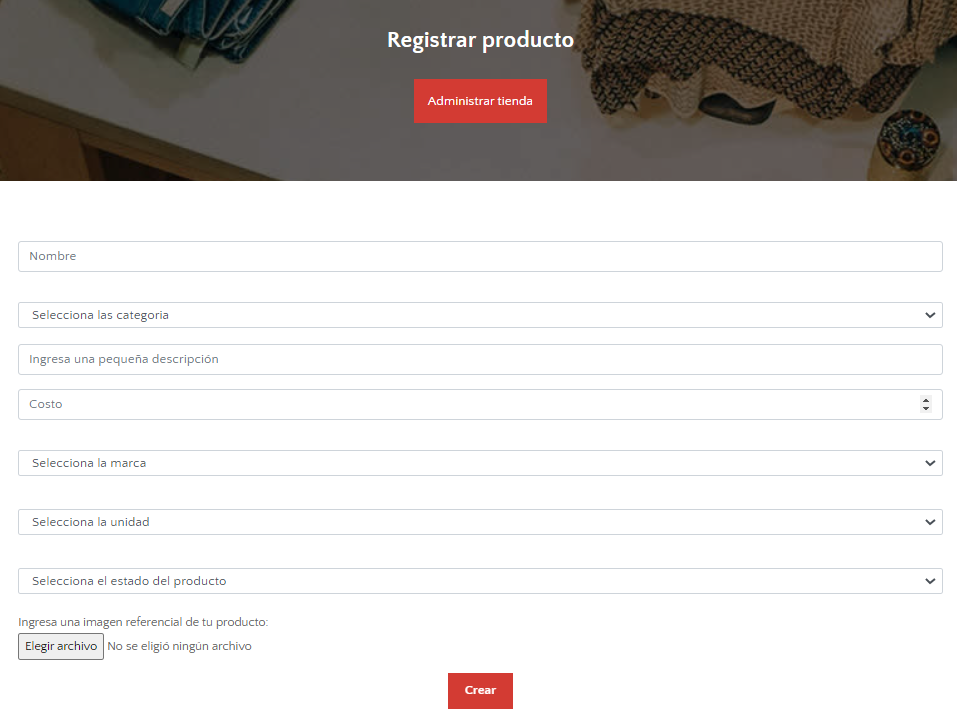 Registrar producto
Administrar tienda
Nombre
Selecciona las categoria
Ingresa una pequeña descripción
Costo
Selecciona la marca
Selecciona la unidad
Selecciona el estado del producto
Ingresa una imagen referencial de tu producto:
Elegir archivo No se eligió ningún archivo
Crear